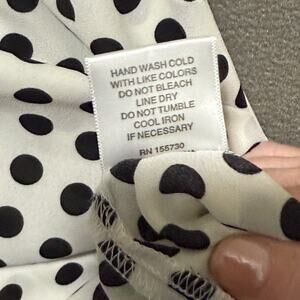 HAND WASH COLD
WITH LIKE COLORS
DO NOT BLEACH
LINE DRY
DO NOT TUMBLE
COOL IRON
IF NECESSARY
RN 155730